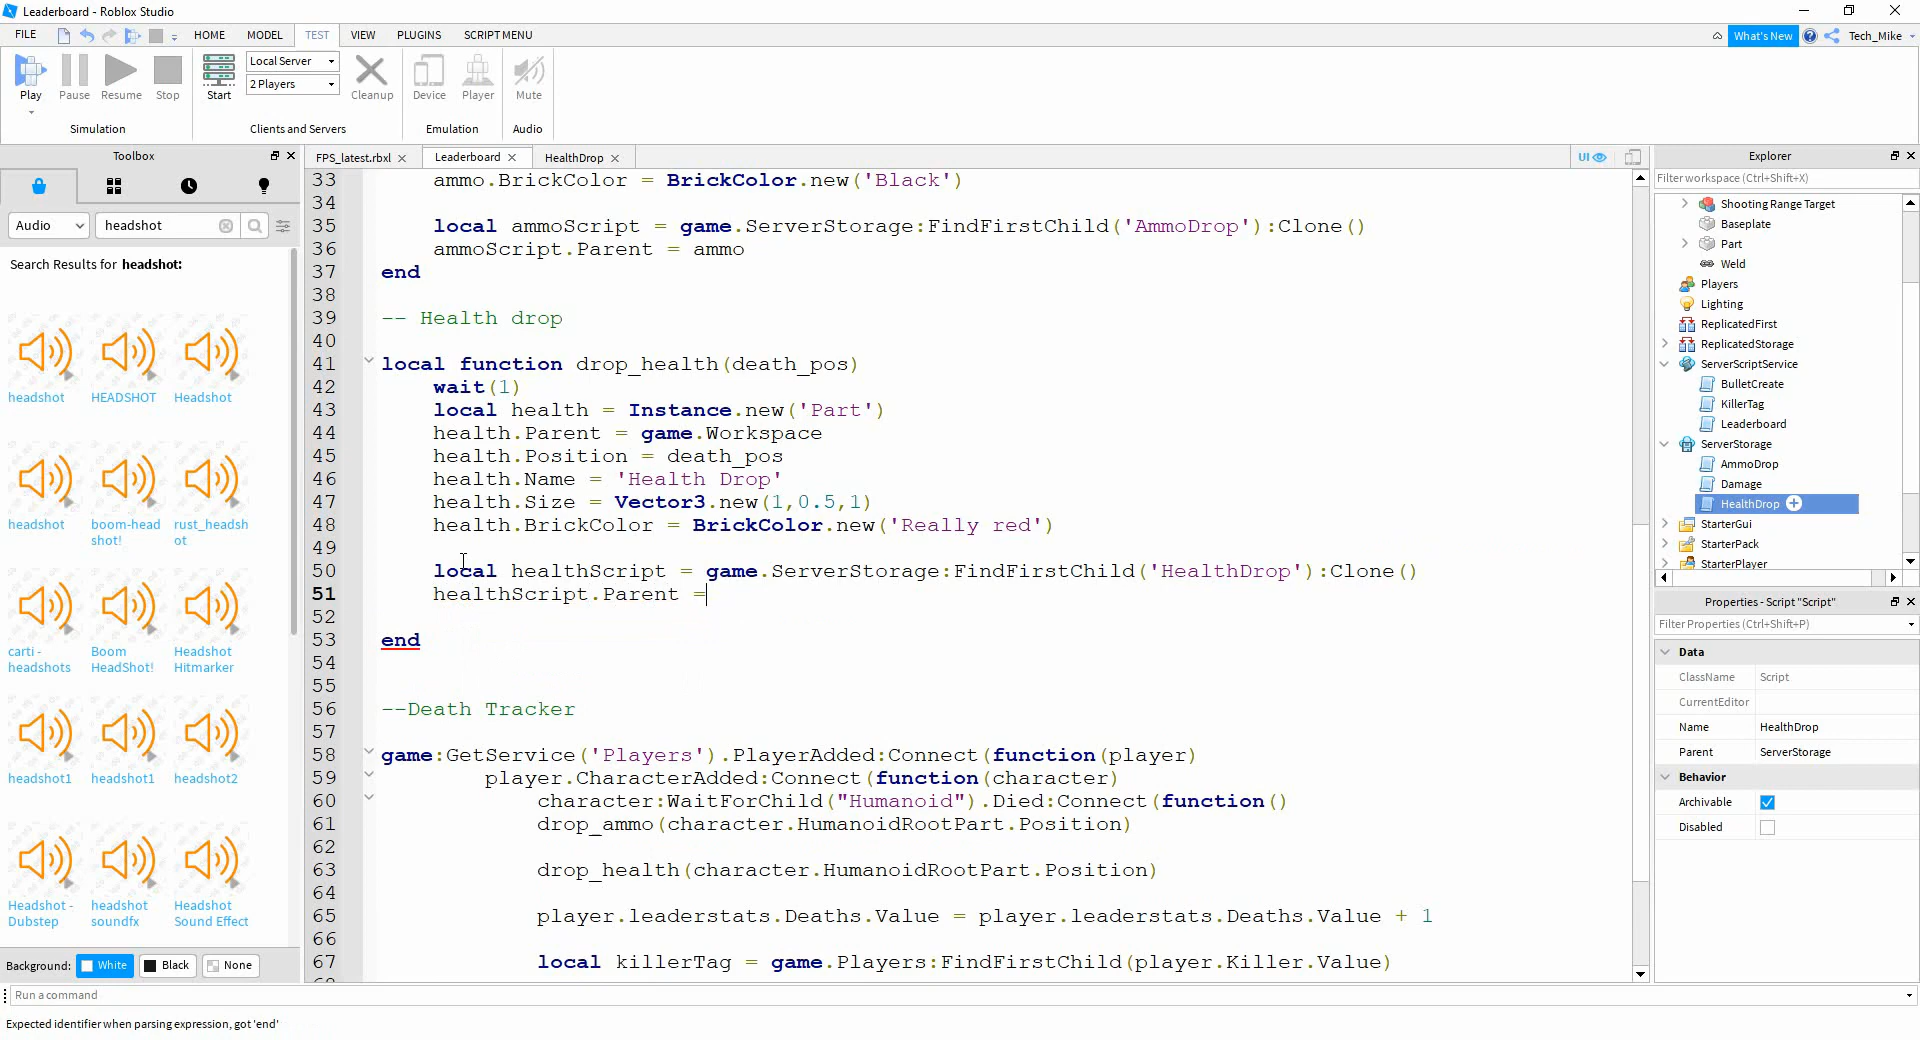 Leaderboard - Roblox Studio
FILE HOME MODEL TEST VIEW PLUGINS SCRIPT MENU What's New Tech_Mike
Play Pause Resume Stop Start Local Server 2 Players Cleanup Device Player Mute
Simulation Clients and Servers Emulation Audio
Toolbox
Audio headshot
Search Results for headshot:
headshot HEADSHOT Headshot
headshot boom-head shot! rust_headsh ot
carti - headshots Boom HeadShot! Headshot Hitmarker
headshot1 headshot1 headshot2
Headshot - Dubstep headshot soundfx Headshot Sound Effect
Background: White Black None
FPS_latest.rbxl Leaderboard HealthDrop UI
33 ammo.BrickColor = BrickColor.new('Black')
34
35 local ammoScript = game.ServerStorage:FindFirstChild('AmmoDrop'):Clone()
36 ammoScript.Parent = ammo
37 end
38
39 -- Health drop
40
41 local function drop_health(death_pos)
42 wait(1)
43 local health = Instance.new('Part')
44 health.Parent = game.Workspace
45 health.Position = death_pos
46 health.Name = 'Health Drop'
47 health.Size = Vector3.new(1,0.5,1)
48 health.BrickColor = BrickColor.new('Really red')
49
50 local healthScript = game.ServerStorage:FindFirstChild('HealthDrop'):Clone()
51 healthScript.Parent =
52
53 end
54
55
56 --Death Tracker
57
58 game:GetService('Players').PlayerAdded:Connect(function(player)
59 player.CharacterAdded:Connect(function(character)
60 character:WaitForChild("Humanoid").Died:Connect(function()
61 drop_ammo(character.HumanoidRootPart.Position)
62
63 drop_health(character.HumanoidRootPart.Position)
64
65 player.leaderstats.Deaths.Value = player.leaderstats.Deaths.Value + 1
66
67 local killerTag = game.Players:FindFirstChild(player.Killer.Value)
Explorer
Filter workspace (Ctrl+Shift+X)
Shooting Range Target
Baseplate
Part
Weld
Players
Lighting
ReplicatedFirst
ReplicatedStorage
ServerScriptService
BulletCreate
KillerTag
Leaderboard
ServerStorage
AmmoDrop
Damage
HealthDrop
StarterGui
StarterPack
StarterPlayer
Properties - Script "Script"
Filter Properties (Ctrl+Shift+P)
Data
ClassName Script
CurrentEditor
Name HealthDrop
Parent ServerStorage
Behavior
Archivable
Disabled
Run a command
Expected identifier when parsing expression, got 'end'